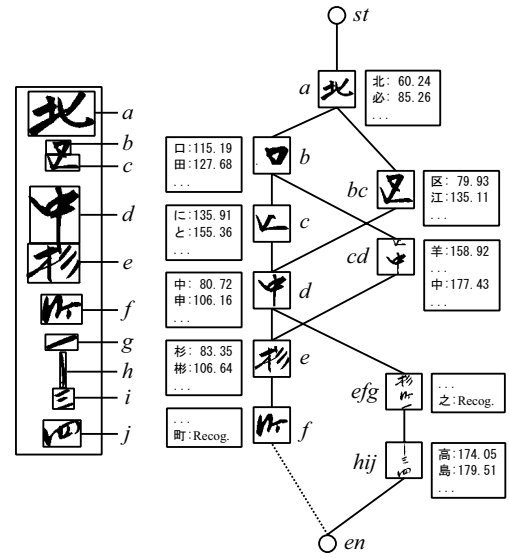 st
a
北: 60.24
必: 85.26
...
北
a
b
c
d
中
e
杉
f
g
h
i
j
口:115.19
田:127.68
...
b
bc
区: 79.93
江:135.11
...
に:135.91
と:155.36
...
c
cd
羊:158.92
...
中:177.43
...
中: 80.72
申:106.16
...
d
杉: 83.35
彬:106.64
...
e
efg
...
之:Recog.
...
町:Recog.
f
hij
高:174.05
島:179.51
...
en